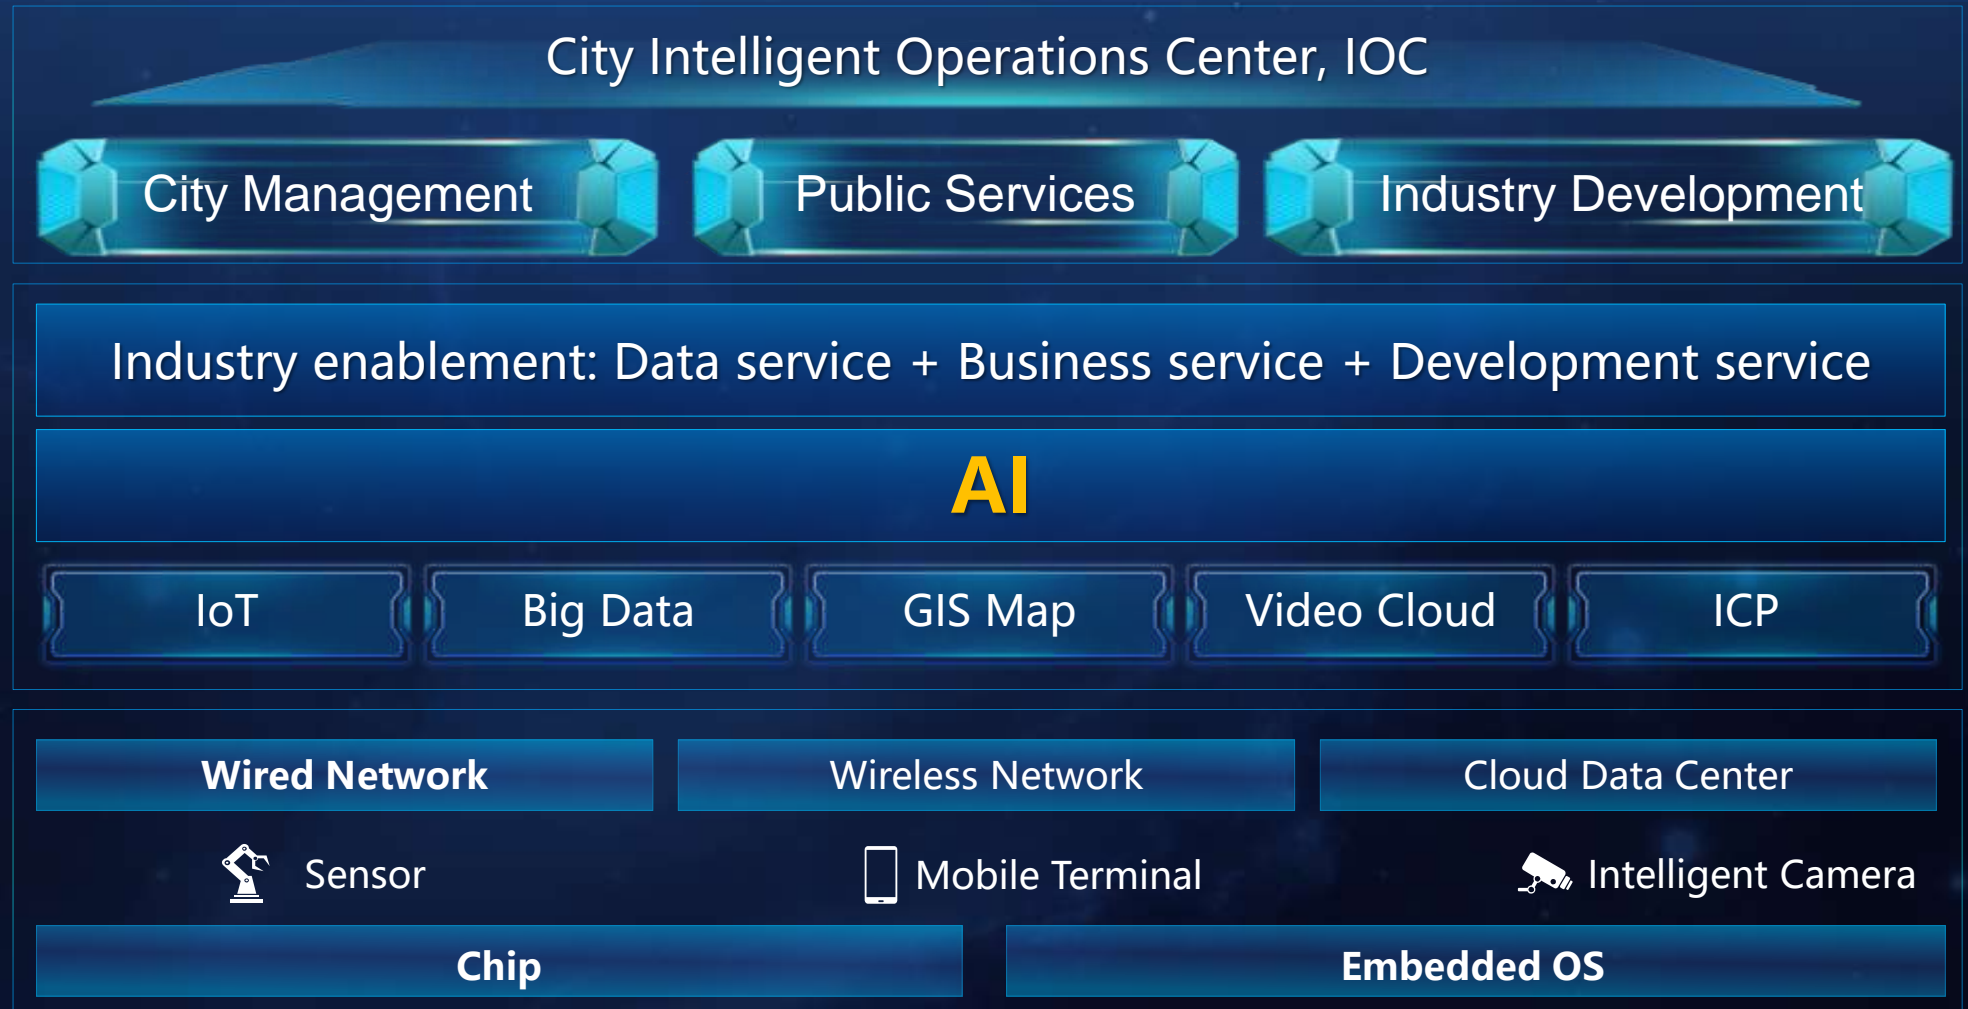 City Intelligent Operations Center, IOC
City Management
Public Services
Industry Development
Industry enablement: Data service + Business service + Development service
AI
IoT
Big Data
GIS Map
Video Cloud
ICP
Wired Network
Wireless Network
Cloud Data Center
Sensor
Mobile Terminal
Intelligent Camera
Chip
Embedded OS